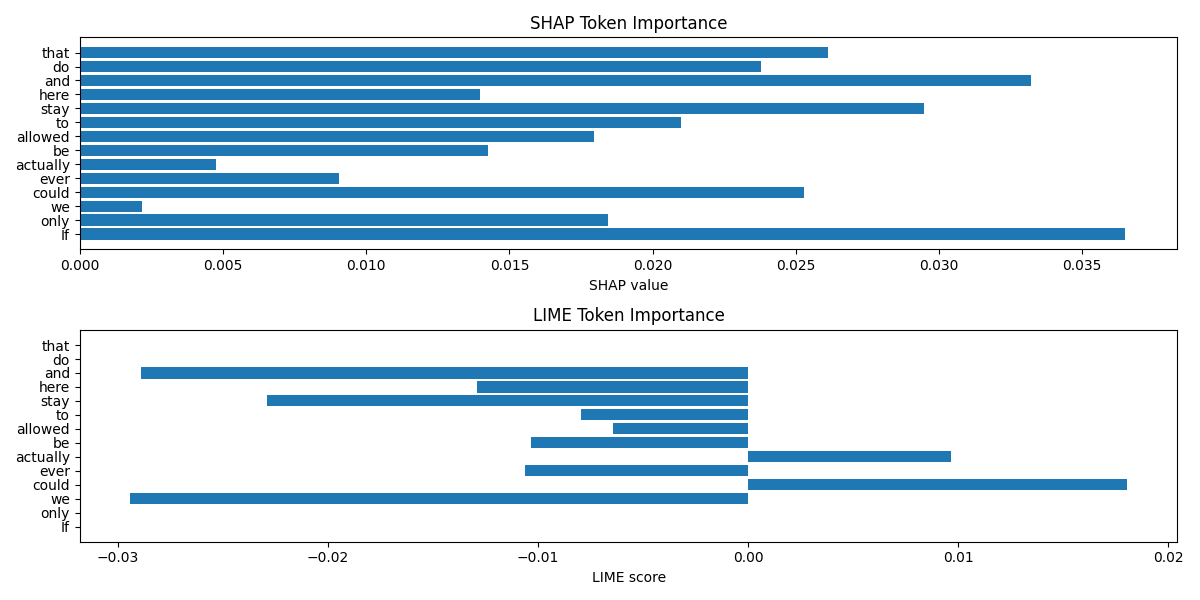 SHAP Token Importance
that
do
and
here
stay
to
allowed
be
actually
ever
could
we
only
If
0.000 0.005 0.010 0.015 0.020 0.025 0.030 0.035
SHAP value
LIME Token Importance
that
do
and
here
stay
to
allowed
be
actually
ever
could
we
only
If
−0.03 −0.02 −0.01 0.00 0.01 0.02
LIME score